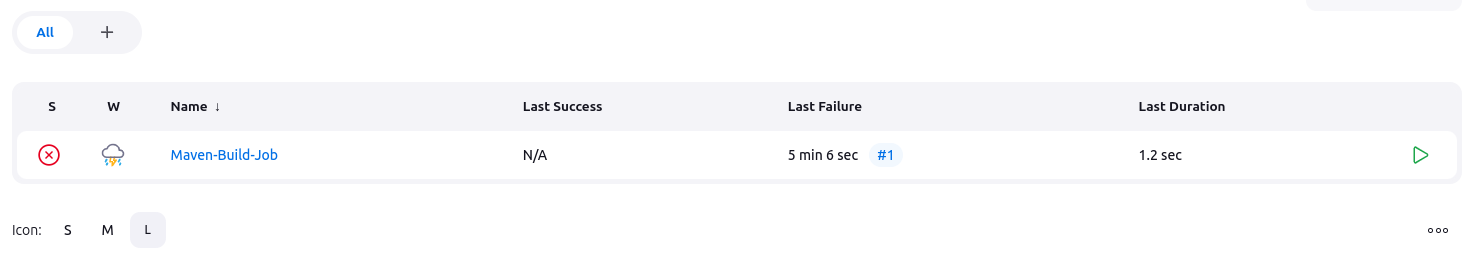 All +
S W Name ↓ Last Success Last Failure Last Duration
Maven-Build-Job N/A 5 min 6 sec #1 1.2 sec
Icon: S M L